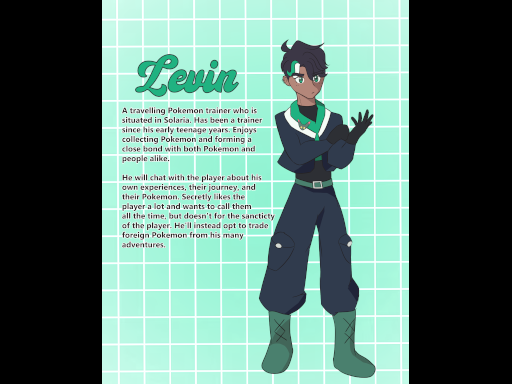 Levin
A travelling Pokemon trainer who is
situated in Solaria. Has been a trainer
since his early teenage years. Enjoys
collecting Pokemon and forming a
close bond with both Pokemon and
people alike.
He will chat with the player about his
own experiences, their journey, and
their Pokemon. Secretly likes the
player a lot and wants to call them
all the time, but doesn't for the sancticty
of the player. He'll instead opt to trade
foreign Pokemon from his many
adventures.